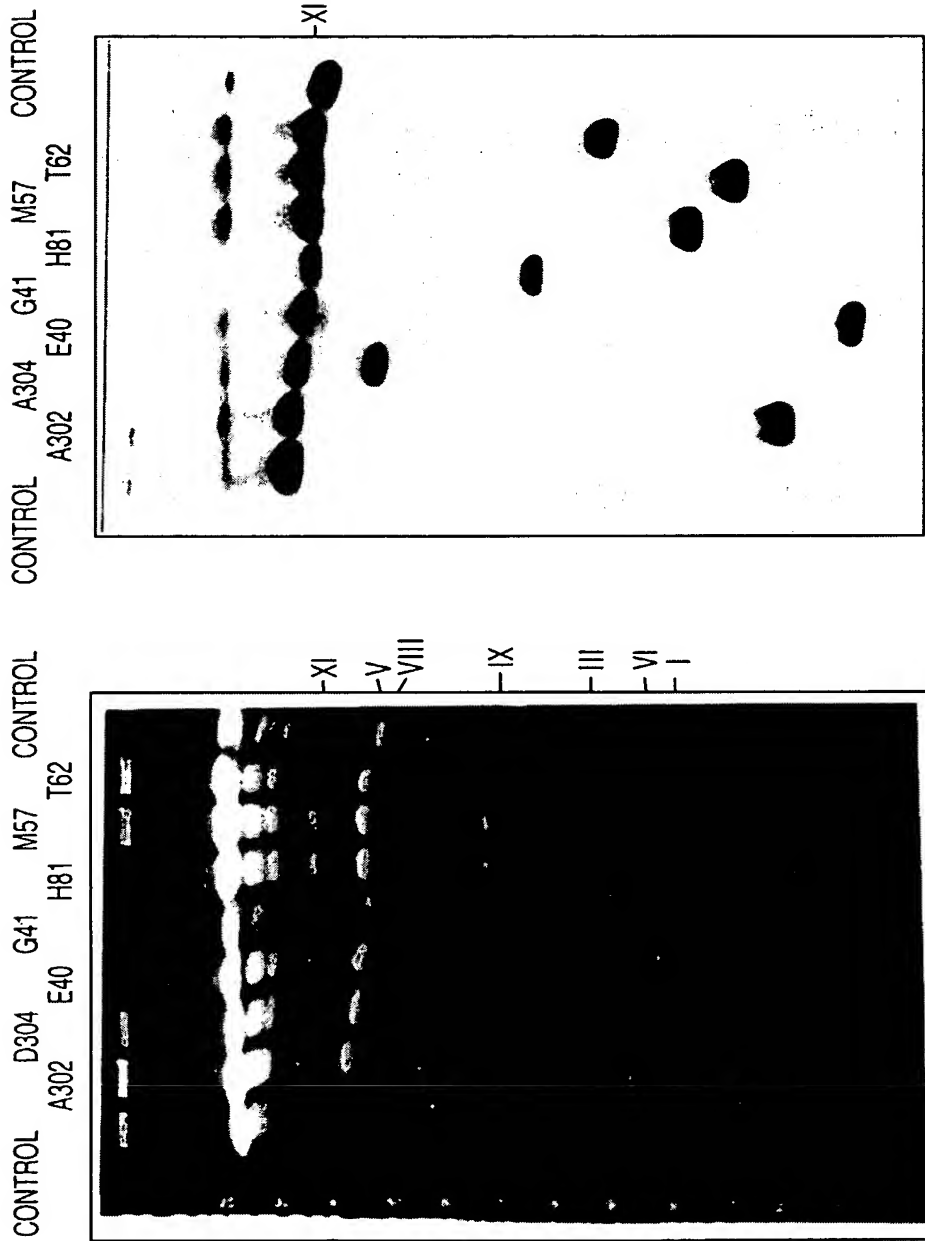 CONTROL A302 A304 E40 G41 H81 M57 T62 CONTROL
XI
CONTROL A302 D304 E40 G41 H81 M57 T62 CONTROL
XI
V
VIII
IX
III
VI
I